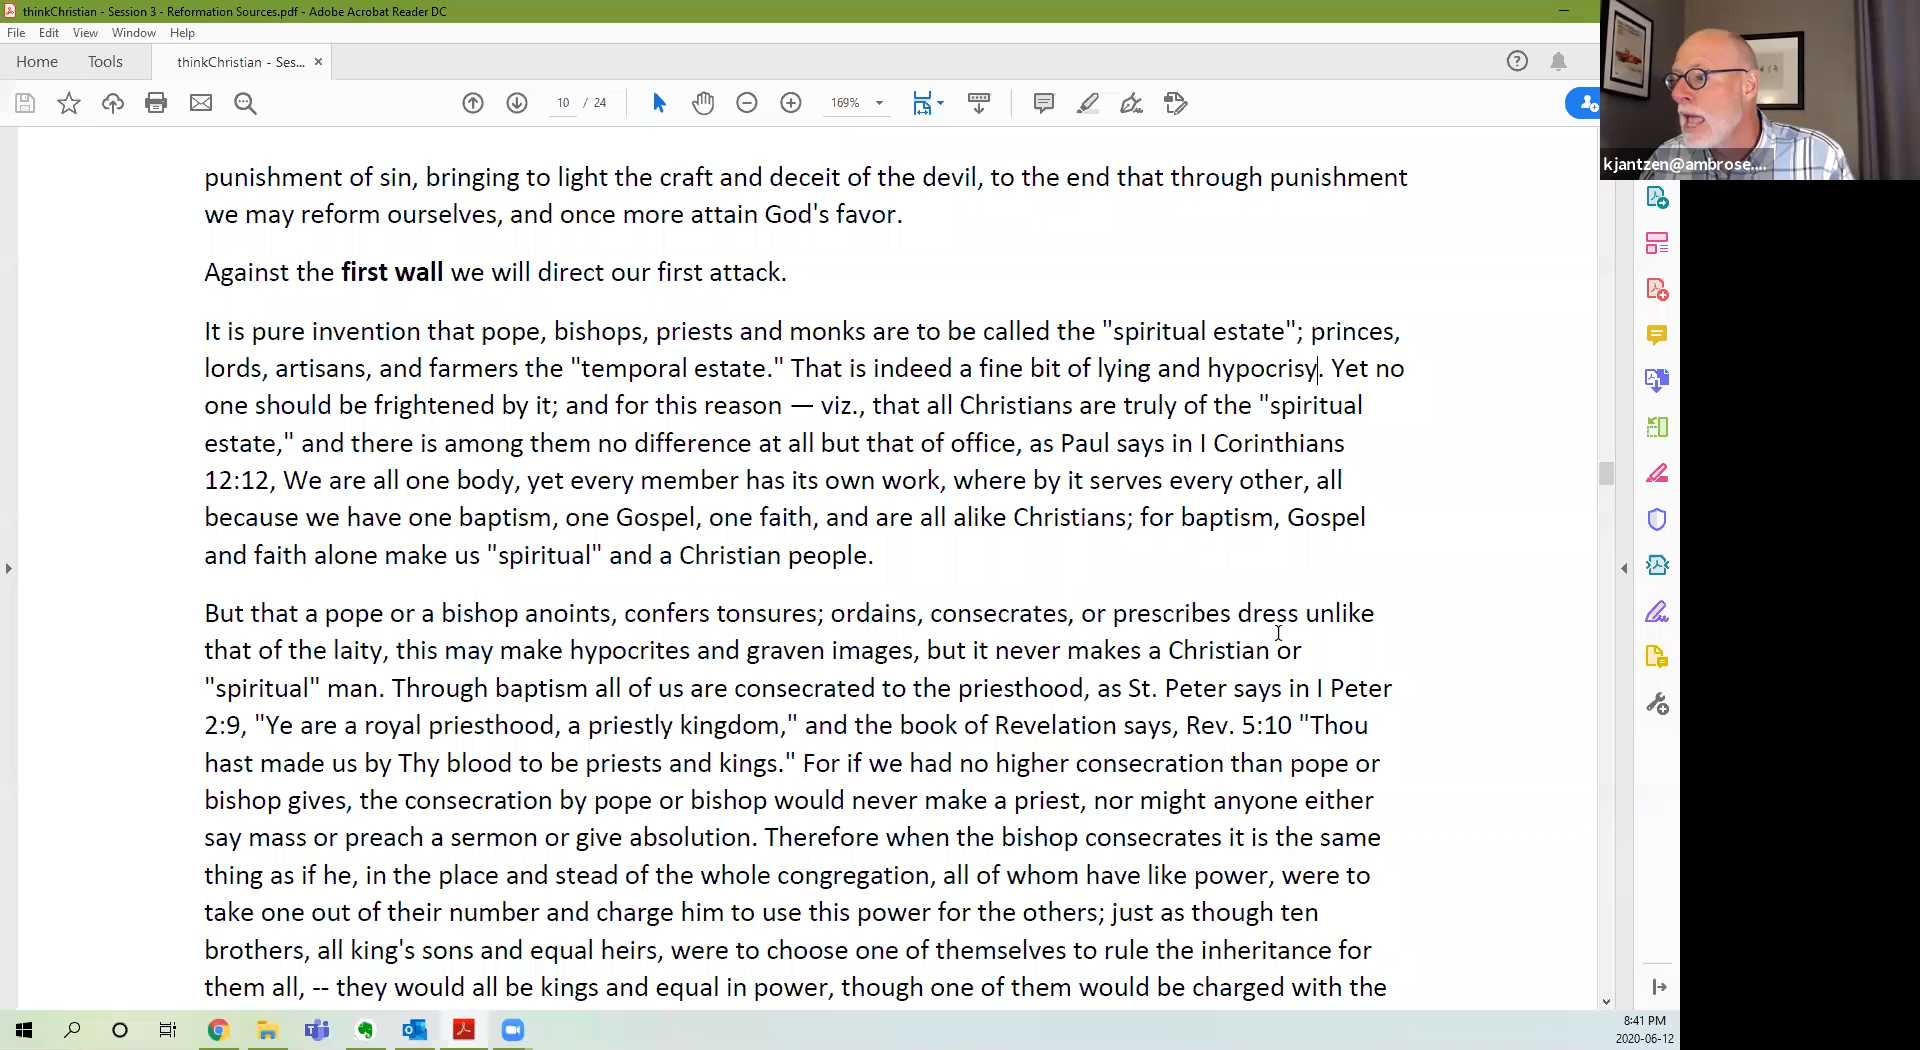 thinkChristian - Session 3 - Reformation Sources.pdf - Adobe Acrobat Reader DC
File Edit View Window Help
Home Tools thinkChristian - Ses... ×
10 / 24 169%
kjantzen@ambrose....
punishment of sin, bringing to light the craft and deceit of the devil, to the end that through punishment
we may reform ourselves, and once more attain God's favor.
Against the first wall we will direct our first attack.
It is pure invention that pope, bishops, priests and monks are to be called the "spiritual estate"; princes,
lords, artisans, and farmers the "temporal estate." That is indeed a fine bit of lying and hypocrisy. Yet no
one should be frightened by it; and for this reason — viz., that all Christians are truly of the "spiritual
estate," and there is among them no difference at all but that of office, as Paul says in I Corinthians
12:12, We are all one body, yet every member has its own work, where by it serves every other, all
because we have one baptism, one Gospel, one faith, and are all alike Christians; for baptism, Gospel
and faith alone make us "spiritual" and a Christian people.
But that a pope or a bishop anoints, confers tonsures; ordains, consecrates, or prescribes dress unlike
that of the laity, this may make hypocrites and graven images, but it never makes a Christian or
"spiritual" man. Through baptism all of us are consecrated to the priesthood, as St. Peter says in I Peter
2:9, "Ye are a royal priesthood, a priestly kingdom," and the book of Revelation says, Rev. 5:10 "Thou
hast made us by Thy blood to be priests and kings." For if we had no higher consecration than pope or
bishop gives, the consecration by pope or bishop would never make a priest, nor might anyone either
say mass or preach a sermon or give absolution. Therefore when the bishop consecrates it is the same
thing as if he, in the place and stead of the whole congregation, all of whom have like power, were to
take one out of their number and charge him to use this power for the others; just as though ten
brothers, all king's sons and equal heirs, were to choose one of themselves to rule the inheritance for
them all, -- they would all be kings and equal in power, though one of them would be charged with the
8:41 PM
2020-06-12